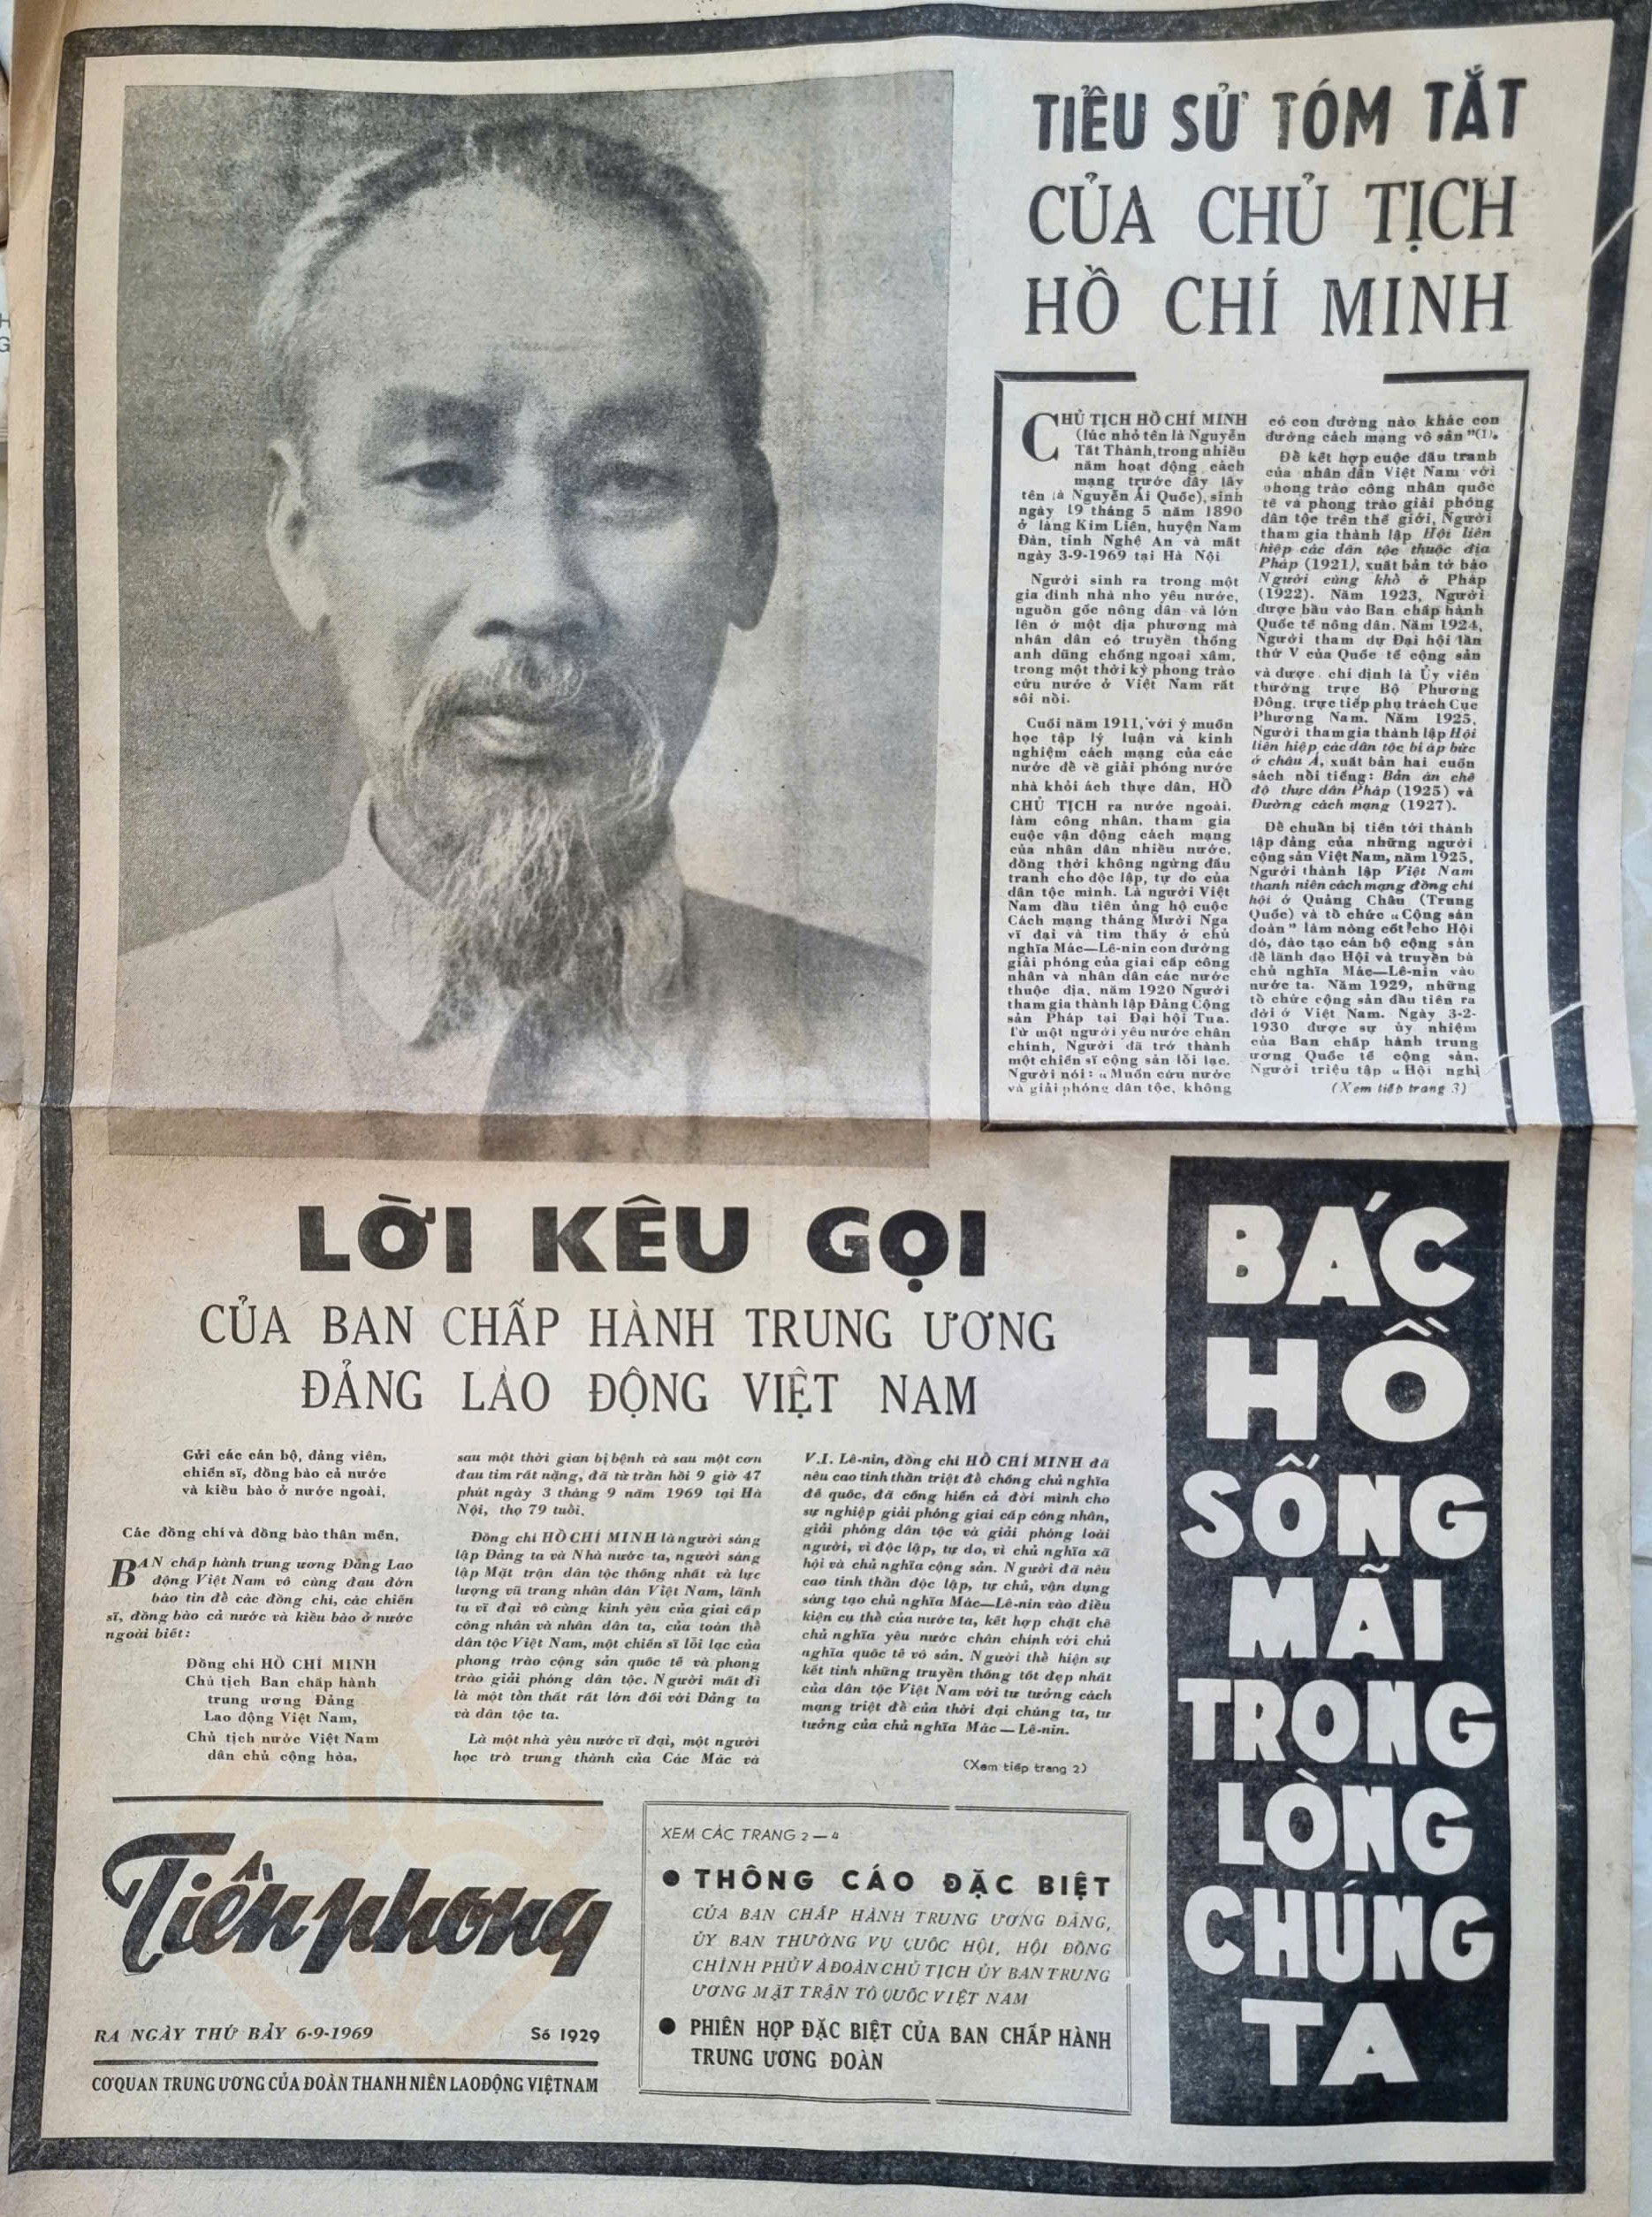 TIỂU SỬ TÓM TẮT
CỦA CHỦ TỊCH
HỒ CHÍ MINH
CHỦ TỊCH HỒ CHÍ MINH
(lúc nhỏ tên là Nguyễn
Tất Thành, trong nhiều
năm hoạt động cách
mạng trước đây lấy
tên là Nguyễn Ái Quốc), sinh
ngày 19 tháng 5 năm 1890
ở làng Kim Liên, huyện Nam
Đàn, tỉnh Nghệ An và mất
ngày 3-9-1969 tại Hà Nội
Người sinh ra trong một
gia đình nhà nho yêu nước,
nguồn gốc nông dân và lớn
lên ở một địa phương mà
nhân dân có truyền thống
anh dũng chống ngoại xâm,
trong một thời kỳ phong trào
cứu nước ở Việt Nam rất
sôi nổi.
Cuối năm 1911, với ý muốn
học tập lý luận và kinh
nghiệm cách mạng của các
nước để về giải phóng nước
nhà khỏi ách thực dân, HỒ
CHỦ TỊCH ra nước ngoài,
làm công nhân, tham gia
cuộc vận động cách mạng
của nhân dân nhiều nước,
đồng thời không ngừng đấu
tranh cho độc lập, tự do của
dân tộc mình. Là người Việt
Nam đầu tiên ủng hộ cuộc
Cách mạng tháng Mười Nga
vĩ đại và tìm thấy ở chủ
nghĩa Mác—Lê-nin con đường
giải phóng của giai cấp công
nhân và nhân dân các nước
thuộc địa, năm 1920 Người
tham gia thành lập Đảng Cộng
sản Pháp tại Đại hội Tua.
Từ một người yêu nước chân
chính, Người đã trở thành
một chiến sĩ cộng sản lỗi lạc.
Người nói: « Muốn cứu nước
và giải phóng dân tộc, không
có con đường nào khác con
đường cách mạng vô sản "(1).
Để kết hợp cuộc đấu tranh
của nhân dân Việt Nam với
phong trào công nhân quốc
tế và phong trào giải phóng
dân tộc trên thế giới, Người
tham gia thành lập Hội liên
hiệp các dân tộc thuộc địa
Pháp (1921), xuất bản tờ báo
Người cùng khổ ở Pháp
(1922). Năm 1923, Người
được bầu vào Ban chấp hành
Quốc tế nông dân. Năm 1924,
Người tham dự Đại hội lần
thứ V của Quốc tế cộng sản
và được chỉ định là Ủy viên
thường trực Bộ Phương
Đông, trực tiếp phụ trách Cục
Phương Nam. Năm 1925,
Người tham gia thành lập Hội
liên hiệp các dân tộc bị áp bức
ở châu Á, xuất bản hai cuốn
sách nổi tiếng: Bản án chế
độ thực dân Pháp (1925) và
Đường cách mạng (1927).
Để chuẩn bị tiến tới thành
lập đảng của những người
cộng sản Việt Nam, năm 1925,
Người thành lập Việt Nam
thanh niên cách mạng đồng chí
hội ở Quảng Châu (Trung
Quốc) và tổ chức « Cộng sản
đoàn " làm nòng cốt cho Hội
đó, đào tạo cán bộ cộng sản
để lãnh đạo Hội và truyền bá
chủ nghĩa Mác—Lê-nin vào
nước ta. Năm 1929, những
tổ chức cộng sản đầu tiên ra
đời ở Việt Nam. Ngày 3-2-
1930 được sự ủy nhiệm
của Ban chấp hành trung
ương Quốc tế cộng sản,
Người triệu tập « Hội nghị
(Xem tiếp trang 3)
LỜI KÊU GỌI
CỦA BAN CHẤP HÀNH TRUNG ƯƠNG
ĐẢNG LAO ĐỘNG VIỆT NAM
Gửi các cán bộ, đảng viên,
chiến sĩ, đồng bào cả nước
và kiều bào ở nước ngoài,
Các đồng chí và đồng bào thân mến,
BAN chấp hành trung ương Đảng Lao
động Việt Nam vô cùng đau đớn
báo tin để các đồng chí, các chiến
sĩ, đồng bào cả nước và kiều bào ở nước
ngoài biết:
Đồng chí HỒ CHÍ MINH
Chủ tịch Ban chấp hành
trung ương Đảng
Lao động Việt Nam,
Chủ tịch nước Việt Nam
dân chủ cộng hòa,
sau một thời gian bị bệnh và sau một cơn
đau tim rất nặng, đã từ trần hồi 9 giờ 47
phút ngày 3 tháng 9 năm 1969 tại Hà
Nội, thọ 79 tuổi.
Đồng chí HỒ CHÍ MINH là người sáng
lập Đảng ta và Nhà nước ta, người sáng
lập Mặt trận dân tộc thống nhất và lực
lượng vũ trang nhân dân Việt Nam, lãnh
tụ vĩ đại vô cùng kính yêu của giai cấp
công nhân và nhân dân ta, của toàn thể
dân tộc Việt Nam, một chiến sĩ lỗi lạc của
phong trào cộng sản quốc tế và phong
trào giải phóng dân tộc. Người mất đi
là một tổn thất rất lớn đối với Đảng ta
và dân tộc ta.
Là một nhà yêu nước vĩ đại, một người
học trò trung thành của Các Mác và
V.I. Lê-nin, đồng chí HỒ CHÍ MINH đã
nêu cao tinh thần triệt để chống chủ nghĩa
đế quốc, đã cống hiến cả đời mình cho
sự nghiệp giải phóng giai cấp công nhân,
giải phóng dân tộc và giải phóng loài
người, vì độc lập, tự do, vì chủ nghĩa xã
hội và chủ nghĩa cộng sản. Người đã nêu
cao tinh thần độc lập, tự chủ, vận dụng
sáng tạo chủ nghĩa Mác—Lê-nin vào điều
kiện cụ thể của nước ta, kết hợp chặt chẽ
chủ nghĩa yêu nước chân chính với chủ
nghĩa quốc tế vô sản. Người thể hiện sự
kết tinh những truyền thống tốt đẹp nhất
của dân tộc Việt Nam với tư tưởng cách
mạng triệt để của thời đại chúng ta, tư
tưởng của chủ nghĩa Mác — Lê-nin.
(Xem tiếp trang 2)
BÁC
HỒ
SỐNG
MÃI
TRONG
LÒNG
CHÚNG
TA
Tiền phong
RA NGÀY THỨ BẢY 6-9-1969 Số 1929
CƠ QUAN TRUNG ƯƠNG CỦA ĐOÀN THANH NIÊN LAO ĐỘNG VIỆT NAM
XEM CÁC TRANG 2 — 4
● THÔNG CÁO ĐẶC BIỆT
CỦA BAN CHẤP HÀNH TRUNG ƯƠNG ĐẢNG,
ỦY BAN THƯỜNG VỤ QUỐC HỘI, HỘI ĐỒNG
CHÍNH PHỦ VÀ ĐOÀN CHỦ TỊCH ỦY BAN TRUNG
ƯƠNG MẶT TRẬN TỔ QUỐC VIỆT NAM
● PHIÊN HỌP ĐẶC BIỆT CỦA BAN CHẤP HÀNH
TRUNG ƯƠNG ĐOÀN